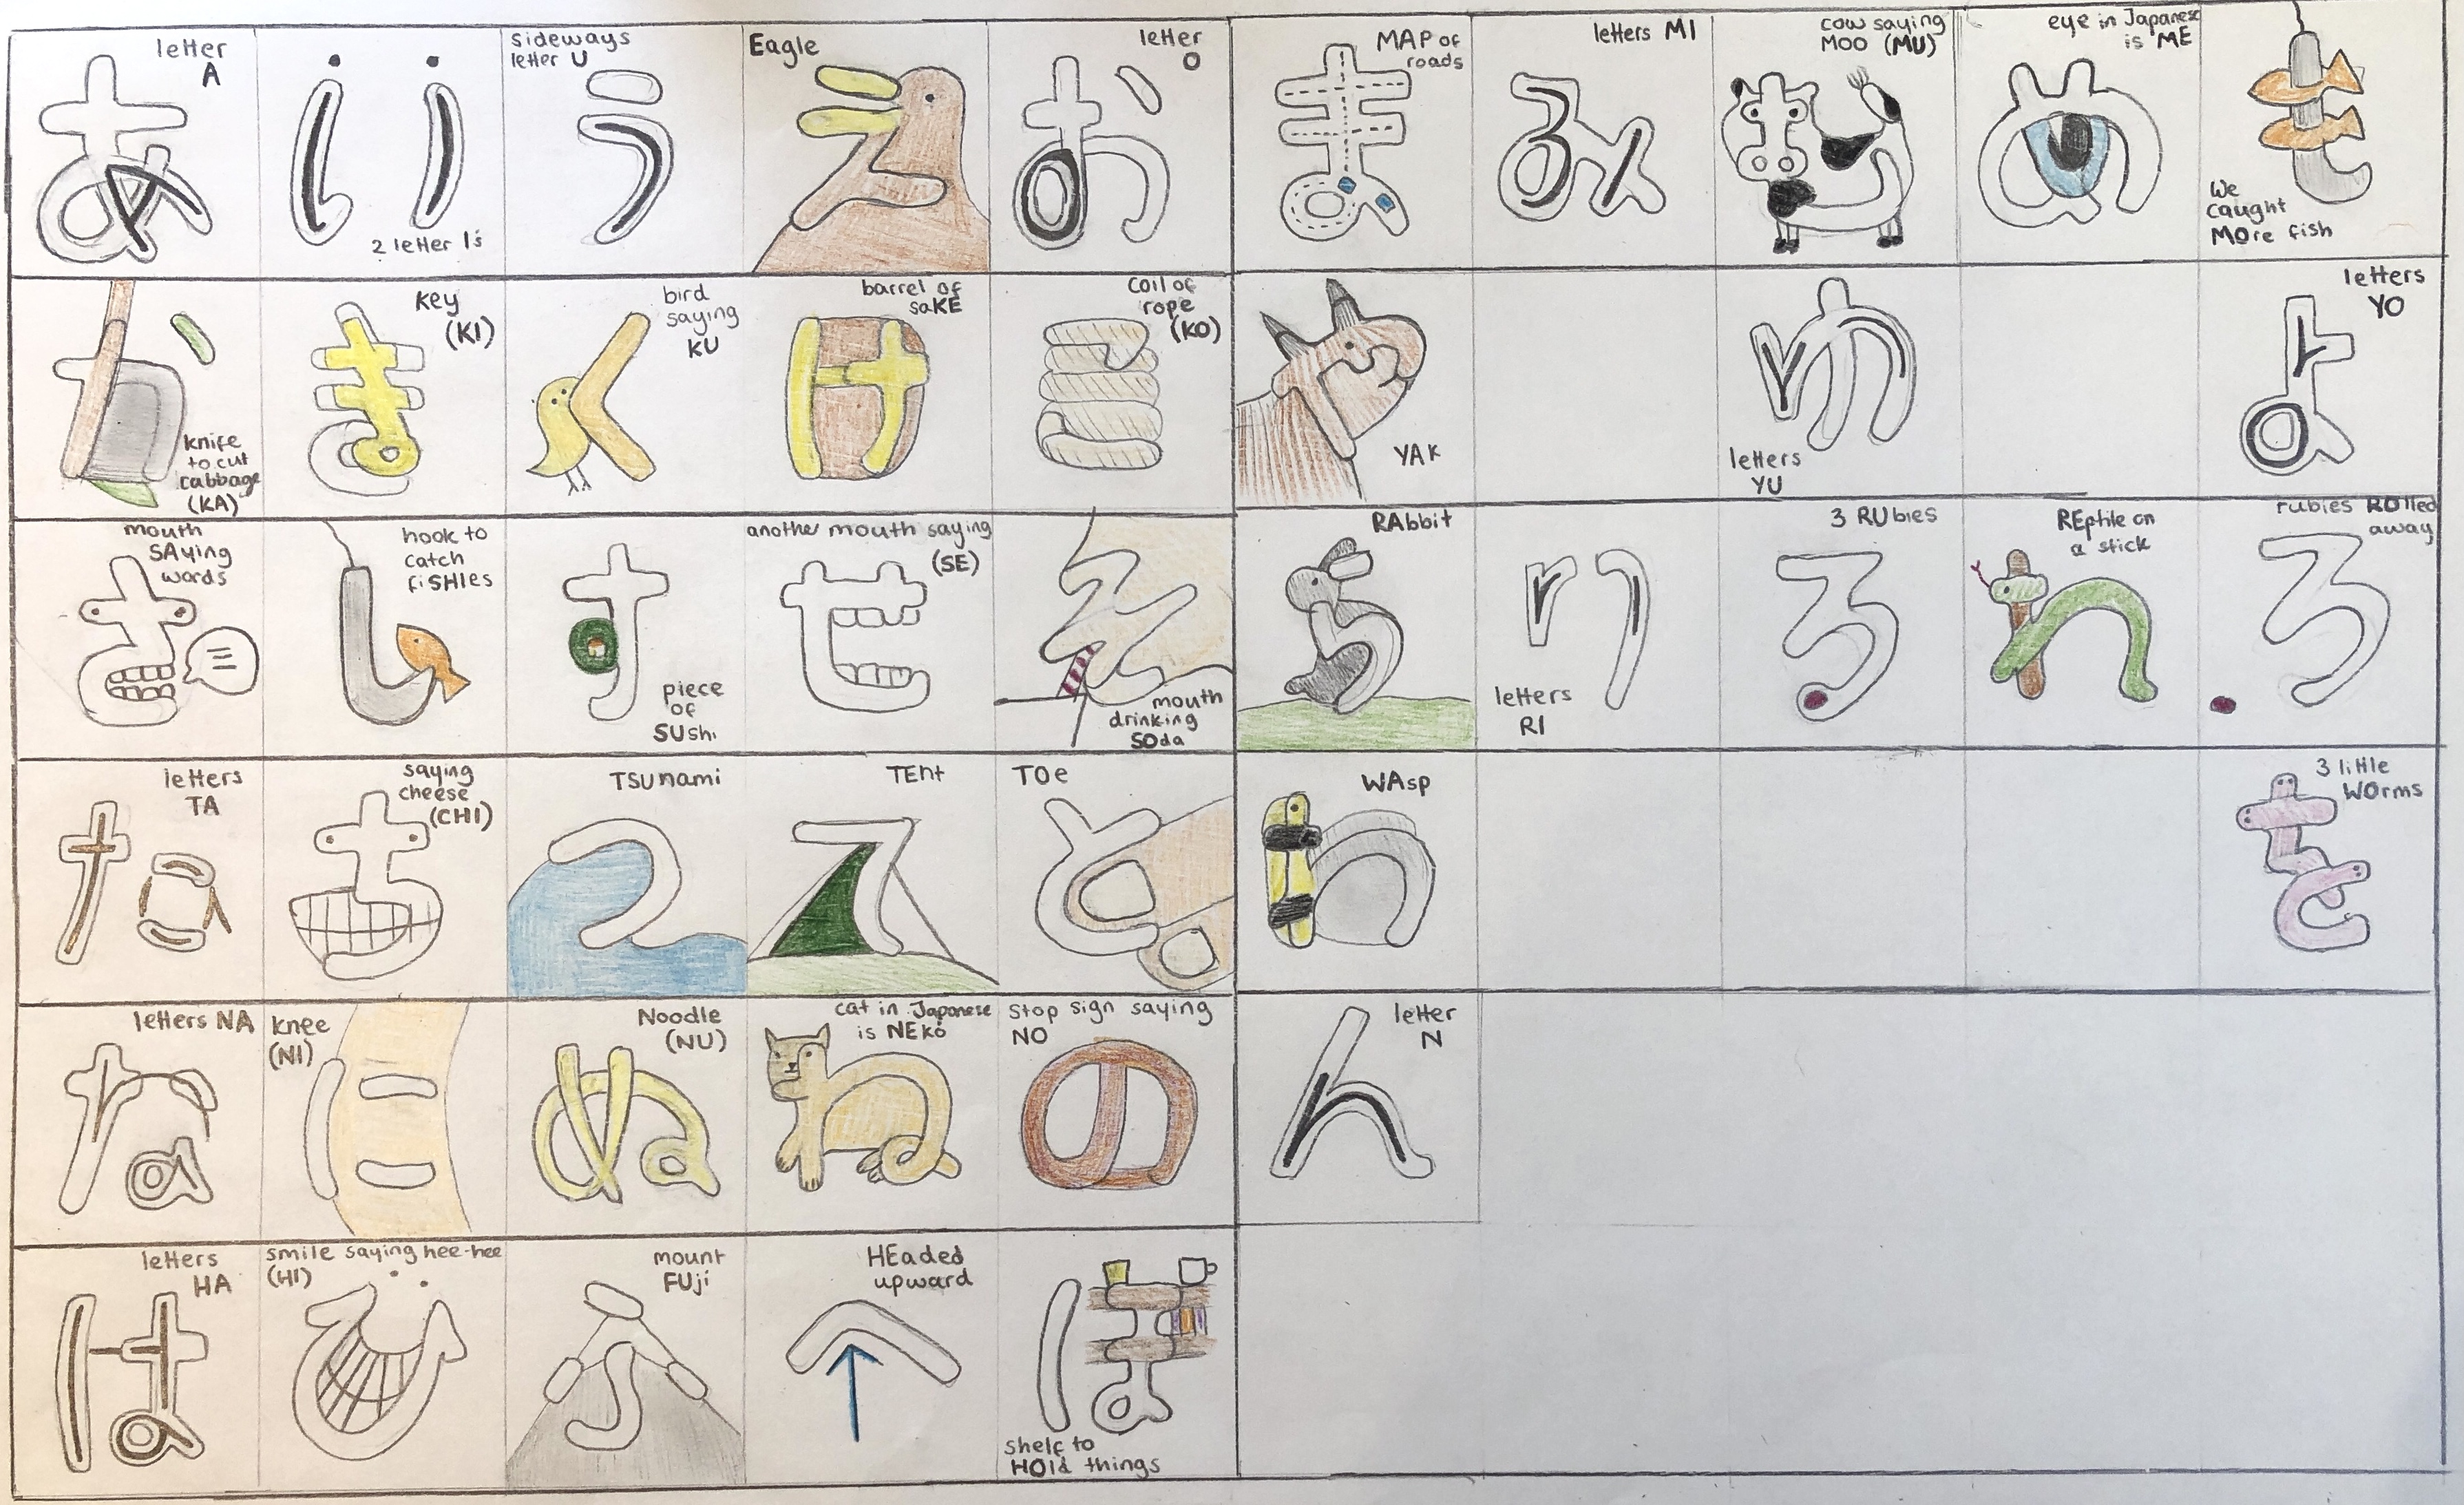 letter
A
あ
い
2 letter I's
sideways
letter U
う
Eagle
え
letter
O
お
か
knife
to cut
cabbage
(KA)
key
(KI)
き
bird
saying
KU
く
barrel of
saKE
け
coil of
rope
(KO)
こ
mouth
SAying
words
さ
hook to
catch
fiSHIes
し
す
piece
of
SUshi
another mouth saying
(SE)
せ
そ
mouth
drinking
SOda
letters
TA
た
saying
cheese
(CHI)
ち
TSUnami
つ
TEnt
て
TOe
と
letters NA
な
knee
(NI)
に
Noodle
(NU)
ぬ
cat in Japanese
is NEko
ね
Stop sign saying
NO
の
letters
HA
は
smile saying hee-hee
(HI)
ひ
mount
FUji
ふ
HEaded
upward
へ
ほ
shelf to
HOld things
MAP of
roads
ま
letters MI
み
cow saying
MOO (MU)
む
eye in Japanese
is ME
め
も
We
caught
MOre fish
や
YAK
ゆ
letters
YU
letters
YO
よ
RAbbit
ら
り
letters
RI
3 RUbies
る
REptile on
a stick
れ
rubies ROlled
away
ろ
WAsp
わ
3 little
WOrms
を
letter
N
ん